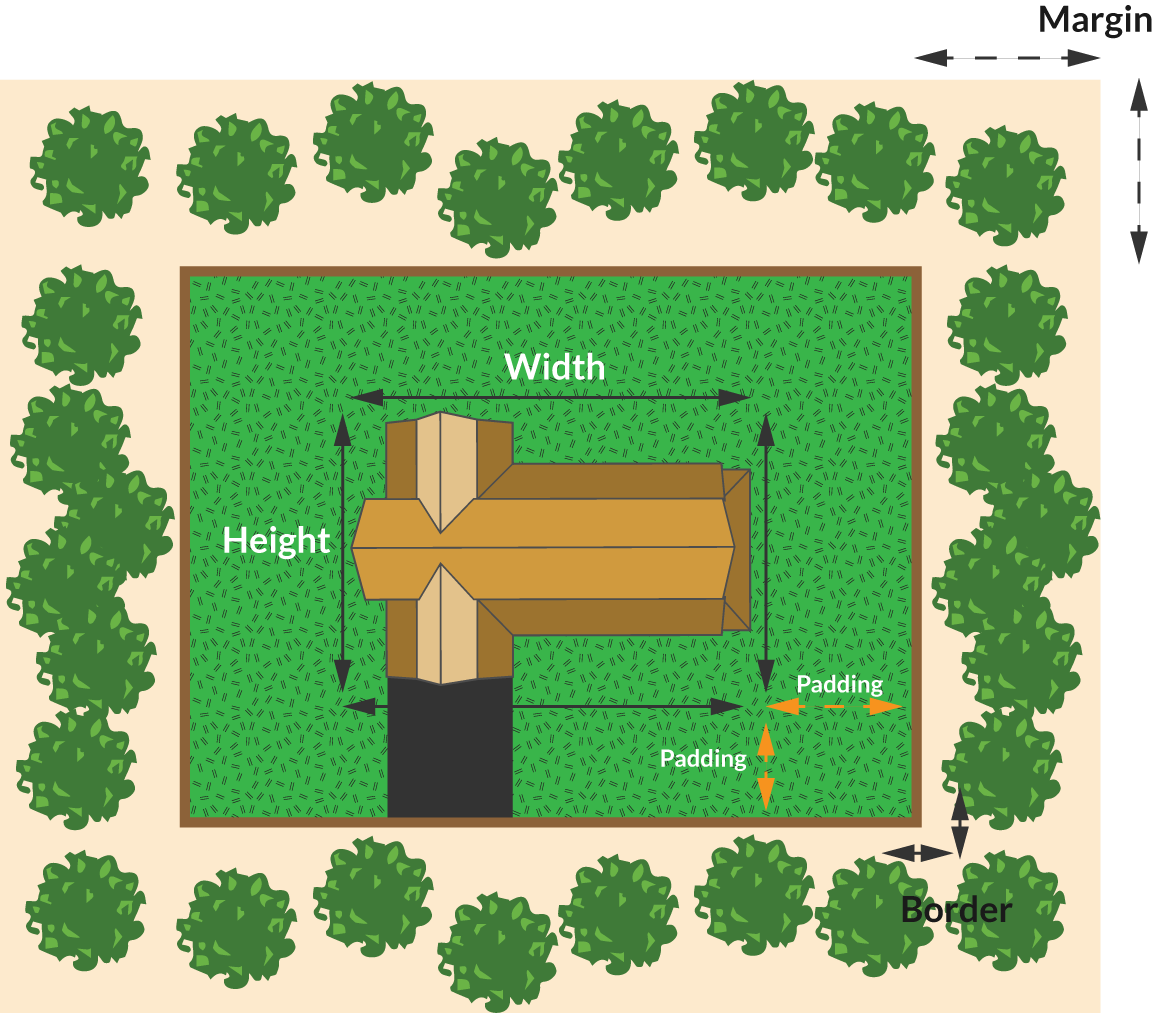 Margin
Width
Height
Padding
Padding
Border